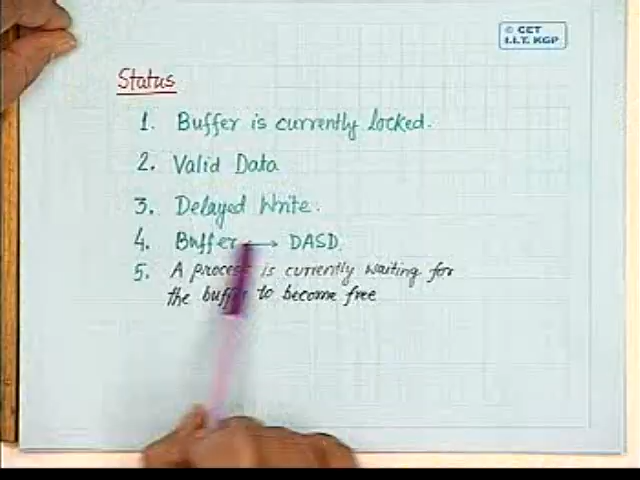 © CET
I.I.T. KGP
Status
1. Buffer is currently locked.
2. Valid Data
3. Delayed Write.
4. Buffer ⟷ DASD.
5. A process is currently waiting for
the buffer to become free